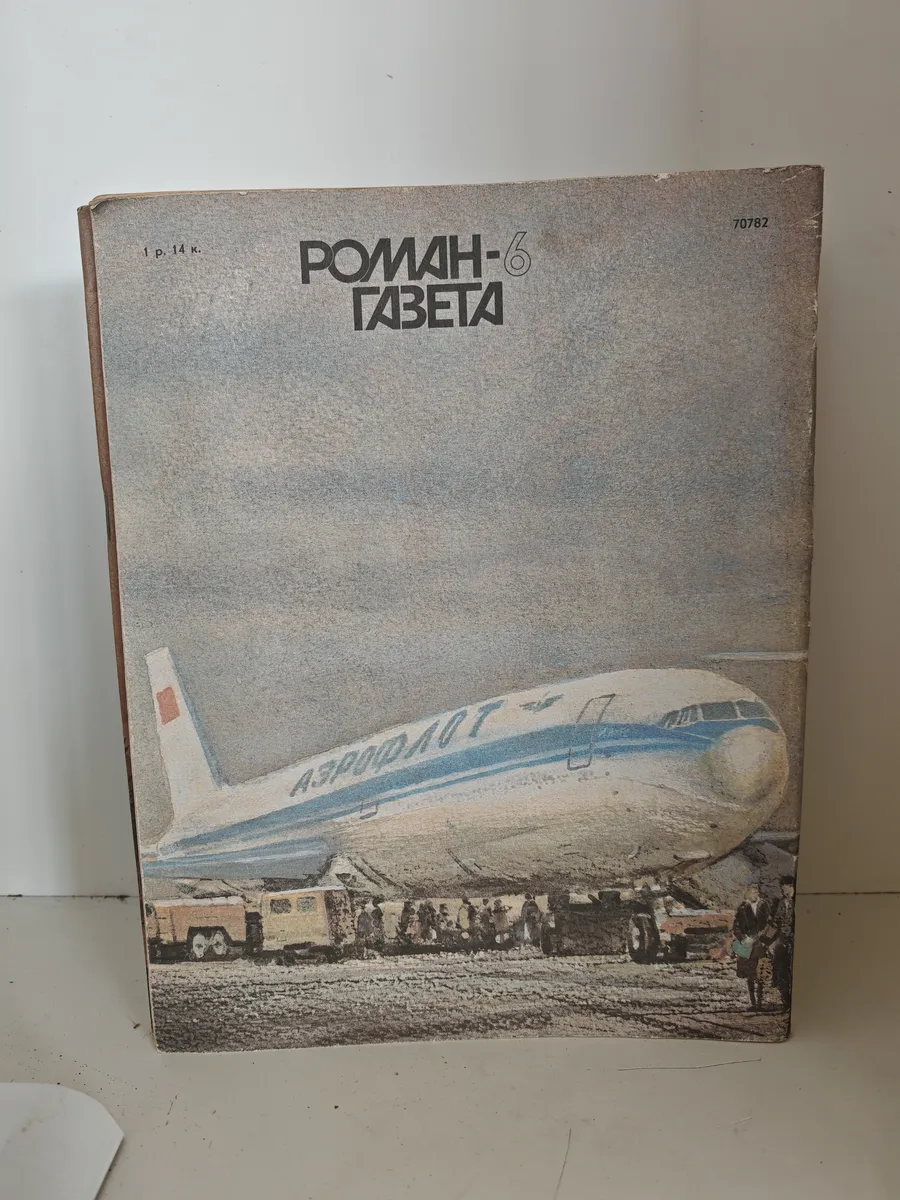 1 р. 14 к.
70782
РОМАН-6
ГАЗЕТА
АЭРОФЛОТ